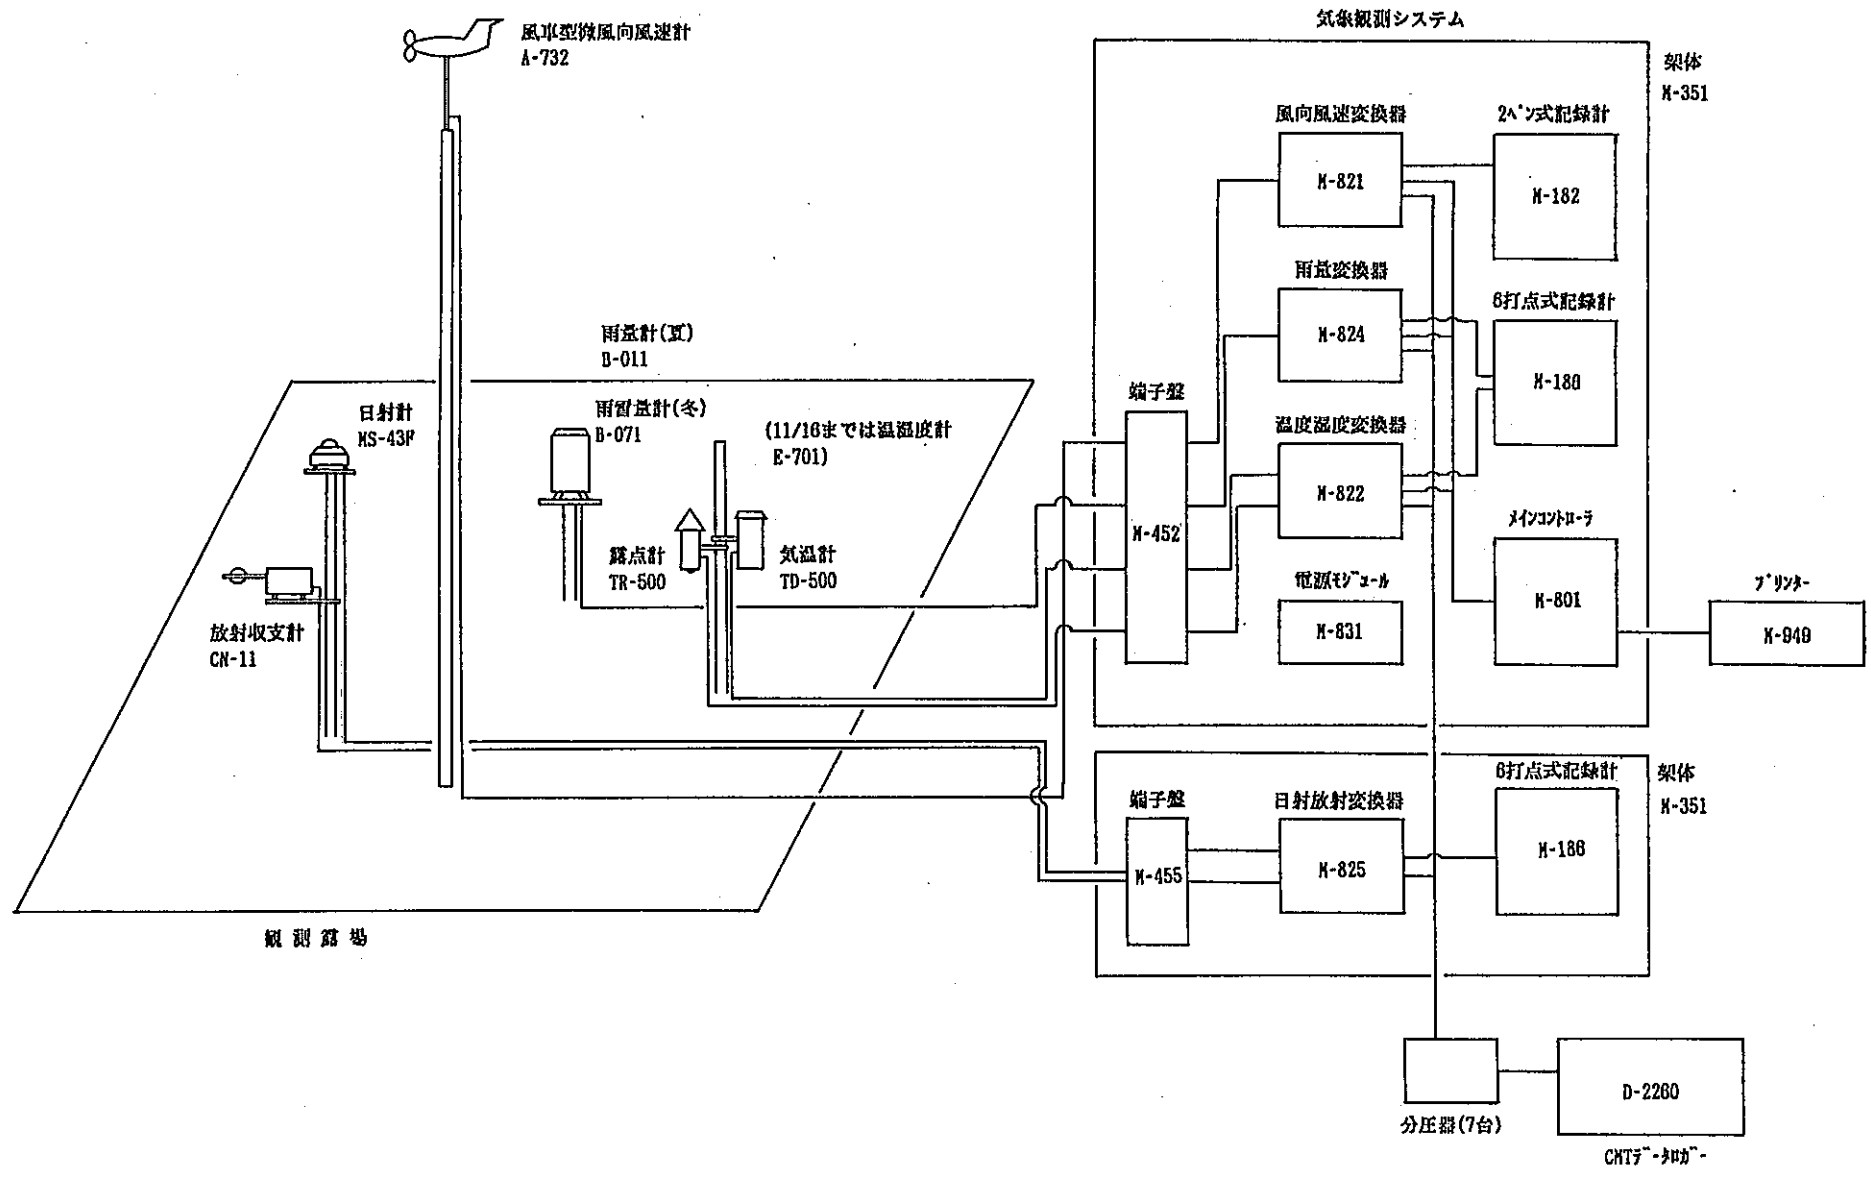 気象観測システム
風車型微風向風速計
A-732
架体
M-351
風向風速変換器
M-821
2ペン式記録計
M-182
雨量変換器
M-824
6打点式記録計
M-186
雨量計(夏)
B-011
日射計
MS-43F
雨雪量計(冬)
B-071
(11/16までは温湿度計
E-701)
端子盤
M-452
温度湿度変換器
M-822
メインコントローラ
M-801
露点計
TR-500
気温計
TD-500
電源モジュール
M-831
プリンター
M-949
放射収支計
CN-11
端子盤
M-455
日射放射変換器
M-825
6打点式記録計
M-186
架体
M-351
観測露場
分圧器(7台)
D-2260
CMTデータロガー